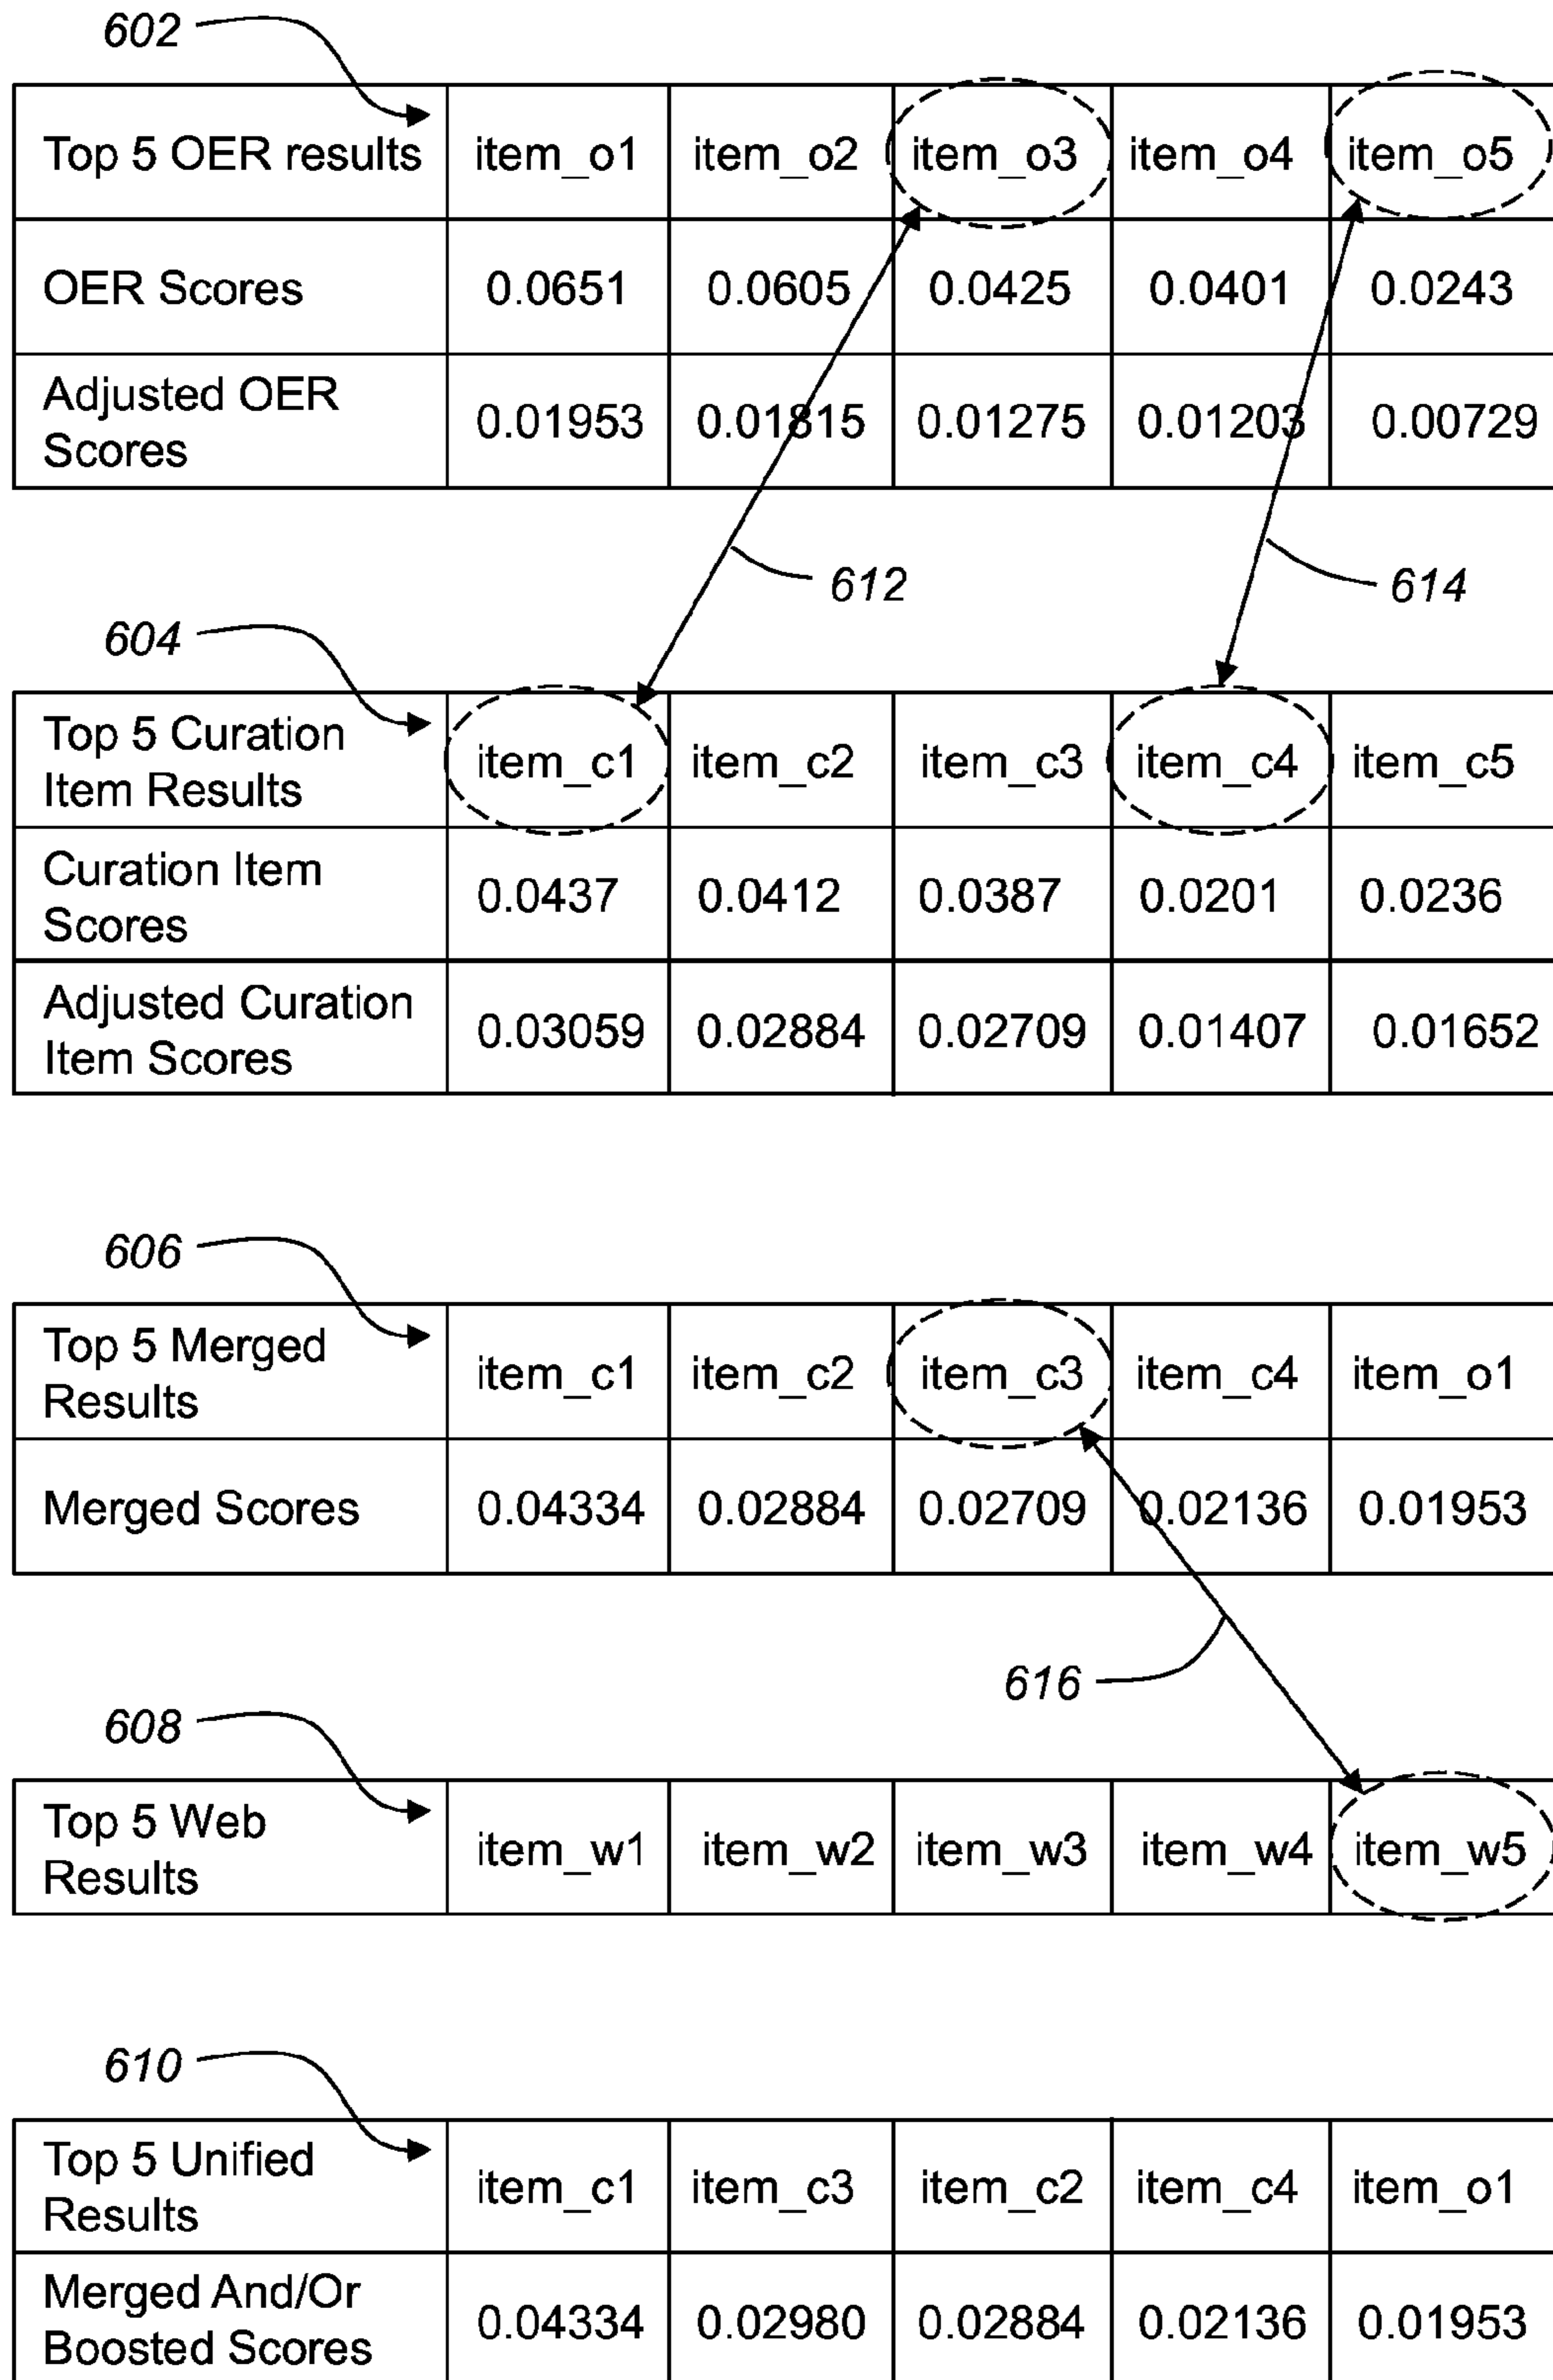 602
Top 5 OER results item_o1 item_o2 item_o3 item_o4 item_o5
OER Scores 0.0651 0.0605 0.0425 0.0401 0.0243
Adjusted OER
Scores 0.01953 0.01815 0.01275 0.01203 0.00729
612 614
604
Top 5 Curation
Item Results item_c1 item_c2 item_c3 item_c4 item_c5
Curation Item
Scores 0.0437 0.0412 0.0387 0.0201 0.0236
Adjusted Curation
Item Scores 0.03059 0.02884 0.02709 0.01407 0.01652
606
Top 5 Merged
Results item_c1 item_c2 item_c3 item_c4 item_o1
Merged Scores 0.04334 0.02884 0.02709 0.02136 0.01953
616
608
Top 5 Web
Results item_w1 item_w2 item_w3 item_w4 item_w5
610
Top 5 Unified
Results item_c1 item_c3 item_c2 item_c4 item_o1
Merged And/Or
Boosted Scores 0.04334 0.02980 0.02884 0.02136 0.01953